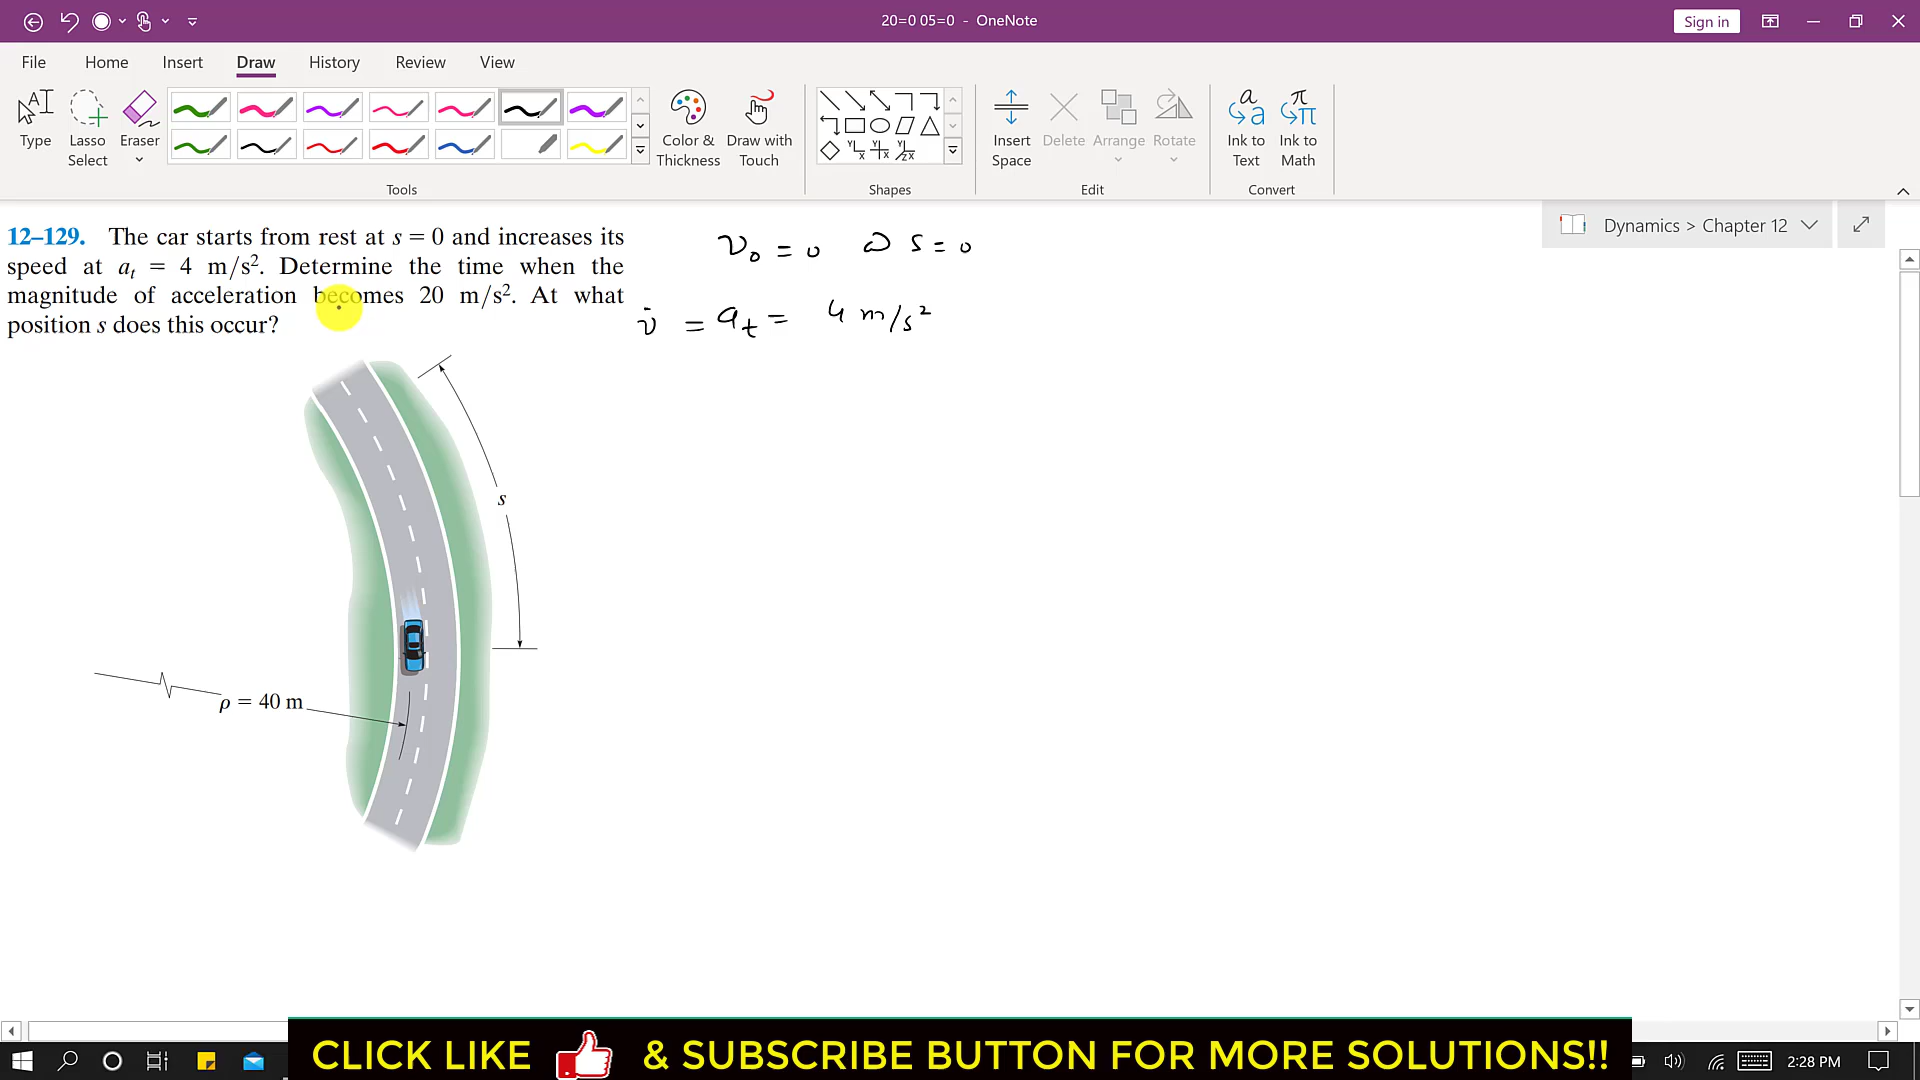 20=0 05=0 - OneNote
Sign in
File Home Insert Draw History Review View
Type
Lasso Select
Eraser
Color & Thickness
Draw with Touch
Insert Space
Delete
Arrange
Rotate
Ink to Text
Ink to Math
Tools
Shapes
Edit
Convert
Dynamics > Chapter 12
12–129. The car starts from rest at s = 0 and increases its
speed at aₜ = 4 m/s². Determine the time when the
magnitude of acceleration becomes 20 m/s². At what
position s does this occur?
v₀ = 0 @ s = 0
v̇ = aₜ = 4 m/s²
s
ρ = 40 m
CLICK LIKE & SUBSCRIBE BUTTON FOR MORE SOLUTIONS!!
2:28 PM